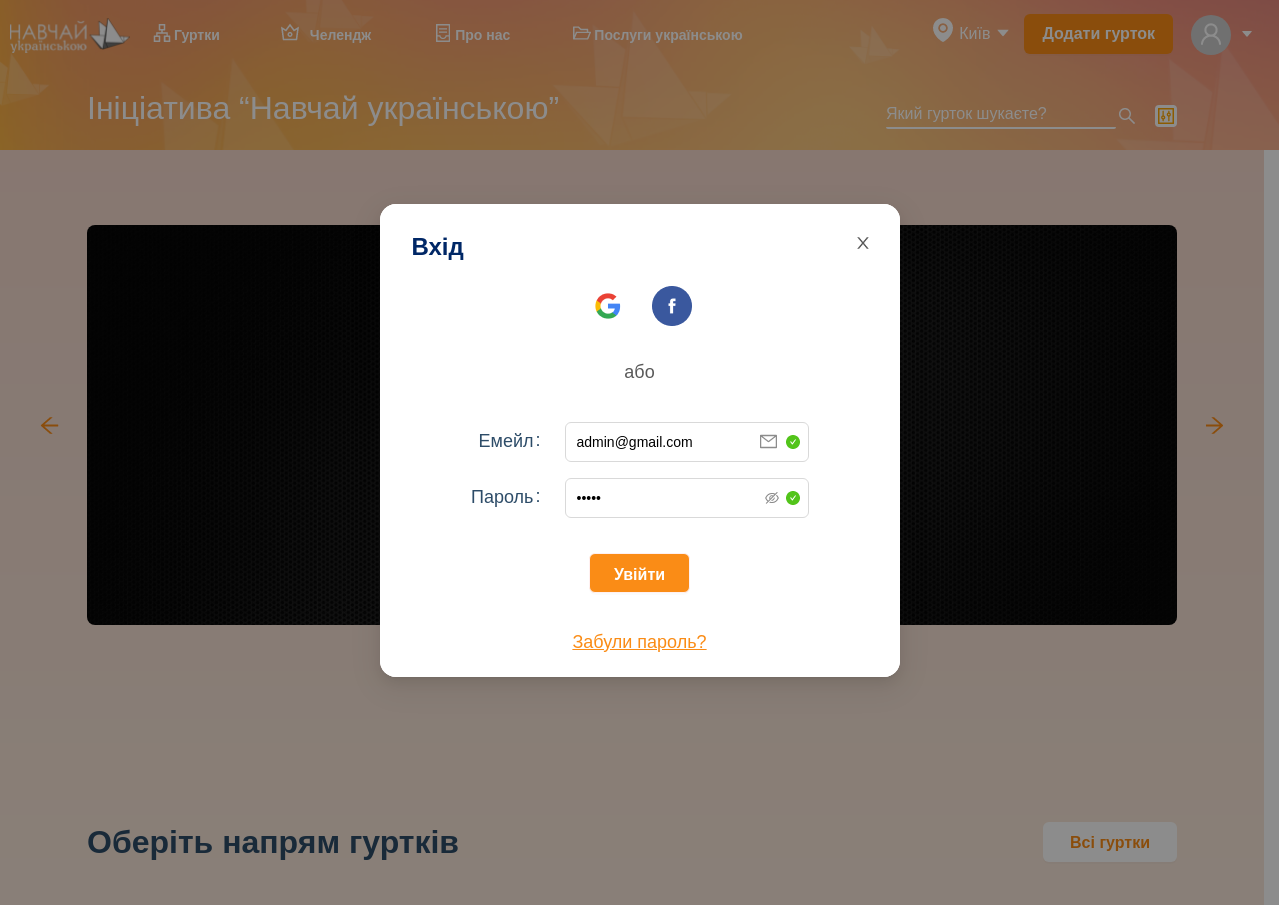 НАВЧАЙ
українською
Гуртки
Челендж
Про нас
Послуги українською
Київ
Додати гурток
Ініціатива “Навчай українською”
Який гурток шукаєте?
Вхід
або
Емейл:
admin@gmail.com
Пароль:
•••••
Увійти
Забули пароль?
Оберіть напрям гуртків
Всі гуртки